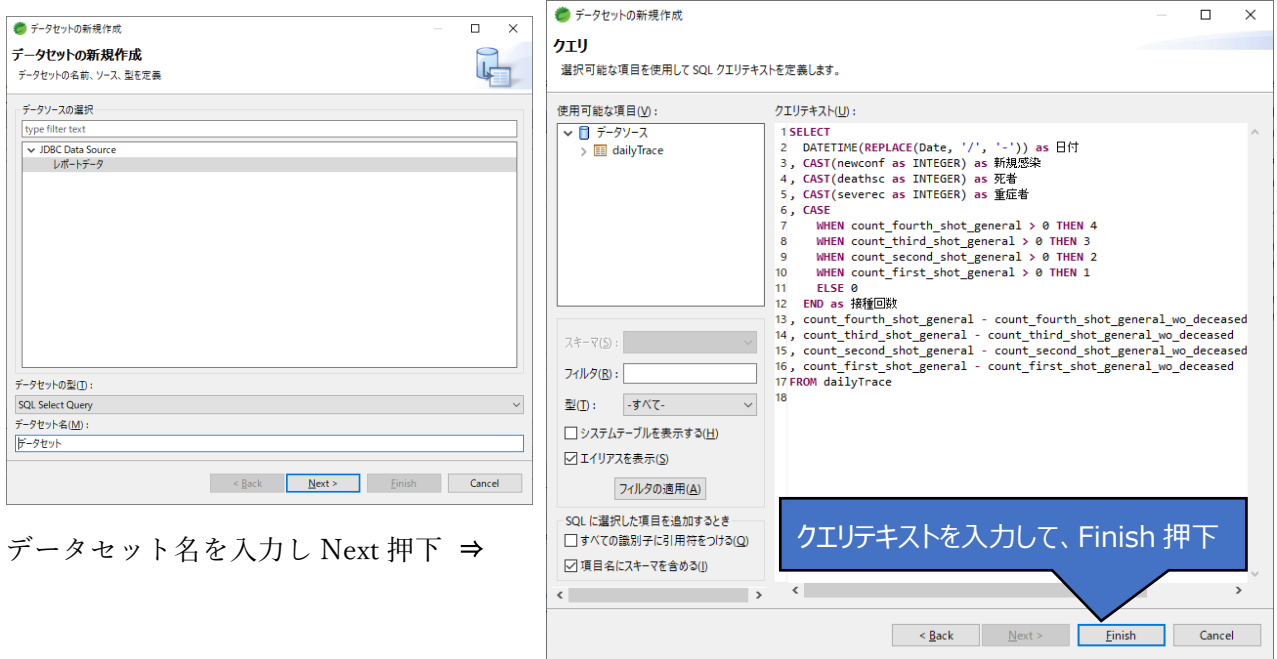 データセットの新規作成
データセットの新規作成
データセットの名前、ソース、型を定義
データソースの選択
type filter text
JDBC Data Source
レポートデータ
データセットの型(T):
SQL Select Query
データセット名(M):
データセット
< Back
Next >
Finish
Cancel
データセット名を入力し Next 押下 ⇒
データセットの新規作成
クエリ
選択可能な項目を使用して SQL クエリテキストを定義します。
使用可能な項目(V):
データソース
dailyTrace
スキーマ(S):
フィルタ(R):
型(T):
-すべて-
システムテーブルを表示する(H)
エイリアスを表示(S)
フィルタの適用(A)
SQL に選択した項目を追加するとき
すべての識別子に引用符をつける(Q)
項目名にスキーマを含める(I)
クエリテキスト(U):
1 SELECT
2 DATETIME(REPLACE(Date, '/', '-')) as 日付
3 , CAST(newconf as INTEGER) as 新規感染
4 , CAST(deathsc as INTEGER) as 死者
5 , CAST(severec as INTEGER) as 重症者
6 , CASE
7 WHEN count_fourth_shot_general > 0 THEN 4
8 WHEN count_third_shot_general > 0 THEN 3
9 WHEN count_second_shot_general > 0 THEN 2
10 WHEN count_first_shot_general > 0 THEN 1
11 ELSE 0
12 END as 接種回数
13 , count_fourth_shot_general - count_fourth_shot_general_wo_deceased
14 , count_third_shot_general - count_third_shot_general_wo_deceased
15 , count_second_shot_general - count_second_shot_general_wo_deceased
16 , count_first_shot_general - count_first_shot_general_wo_deceased
17 FROM dailyTrace
18
クエリテキストを入力して、Finish 押下
< Back
Next >
Finish
Cancel